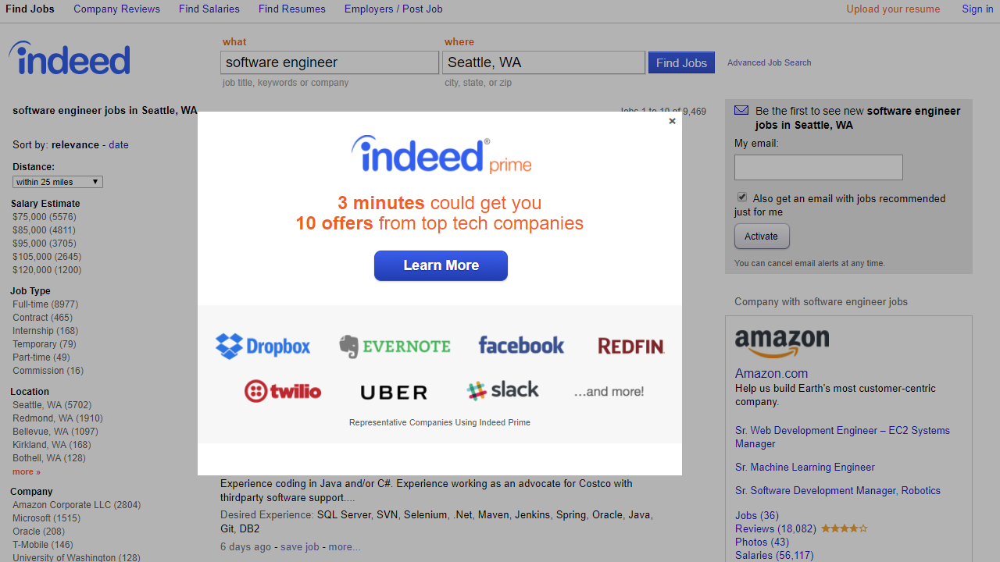 Find Jobs Company Reviews Find Salaries Find Resumes Employers / Post Job Upload your resume Sign in
indeed
what where
software engineer Seattle, WA Find Jobs Advanced Job Search
job title, keywords or company city, state, or zip
software engineer jobs in Seattle, WA
Jobs 1 to 10 of 9,469
Sort by: relevance - date
Distance:
within 25 miles
Salary Estimate
$75,000 (5576)
$85,000 (4811)
$95,000 (3705)
$105,000 (2645)
$120,000 (1200)
Job Type
Full-time (8977)
Contract (465)
Internship (168)
Temporary (79)
Part-time (49)
Commission (16)
Location
Seattle, WA (5702)
Redmond, WA (1910)
Bellevue, WA (1097)
Kirkland, WA (168)
Bothell, WA (128)
more »
Company
Amazon Corporate LLC (2804)
Microsoft (1515)
Oracle (208)
T-Mobile (146)
University of Washington (128)
×
indeed® prime
3 minutes could get you
10 offers from top tech companies
Learn More
Dropbox EVERNOTE facebook REDFIN
twilio UBER slack ...and more!
Representative Companies Using Indeed Prime
Experience coding in Java and/or C#. Experience working as an advocate for Costco with
thirdparty software support....
Desired Experience: SQL Server, SVN, Selenium, .Net, Maven, Jenkins, Spring, Oracle, Java,
Git, DB2
6 days ago - save job - more...
Be the first to see new software engineer
jobs in Seattle, WA
My email:
Also get an email with jobs recommended
just for me
Activate
You can cancel email alerts at any time.
Company with software engineer jobs
amazon
Amazon.com
Help us build Earth's most customer-centric
company.
Sr. Web Development Engineer – EC2 Systems
Manager
Sr. Machine Learning Engineer
Sr. Software Development Manager, Robotics
Jobs (36)
Reviews (18,082)
Photos (43)
Salaries (56,117)